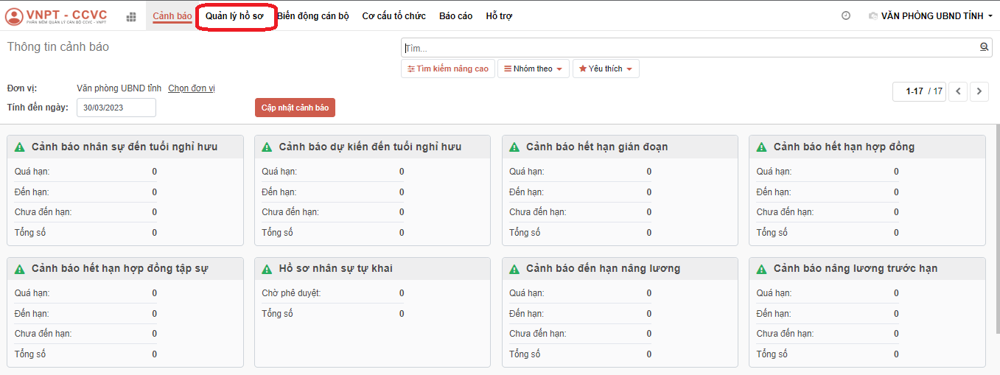 VNPT - CCVC
PHẦN MỀM QUẢN LÝ CÁN BỘ CCVC - VNPT
Cảnh báo Quản lý hồ sơ Biến động cán bộ Cơ cấu tổ chức Báo cáo Hỗ trợ VĂN PHÒNG UBND TỈNH
Thông tin cảnh báo
Tìm...
Tìm kiếm nâng cao Nhóm theo Yêu thích
Đơn vị: Văn phòng UBND tỉnh Chọn đơn vị
1-17 / 17
Tính đến ngày: 30/03/2023 Cập nhật cảnh báo
Cảnh báo nhân sự đến tuổi nghỉ hưu
Quá hạn: 0
Đến hạn: 0
Chưa đến hạn: 0
Tổng số 0
Cảnh báo dự kiến đến tuổi nghỉ hưu
Quá hạn: 0
Đến hạn: 0
Chưa đến hạn: 0
Tổng số 0
Cảnh báo hết hạn gián đoạn
Quá hạn: 0
Đến hạn: 0
Chưa đến hạn: 0
Tổng số 0
Cảnh báo hết hạn hợp đồng
Quá hạn: 0
Đến hạn: 0
Chưa đến hạn: 0
Tổng số 0
Cảnh báo hết hạn hợp đồng tập sự
Quá hạn: 0
Đến hạn: 0
Chưa đến hạn: 0
Tổng số 0
Hồ sơ nhân sự tự khai
Chờ phê duyệt: 0
Tổng số 0
Cảnh báo đến hạn nâng lương
Quá hạn: 0
Đến hạn: 0
Chưa đến hạn: 0
Tổng số 0
Cảnh báo nâng lương trước hạn
Quá hạn: 0
Đến hạn: 0
Chưa đến hạn: 0
Tổng số 0